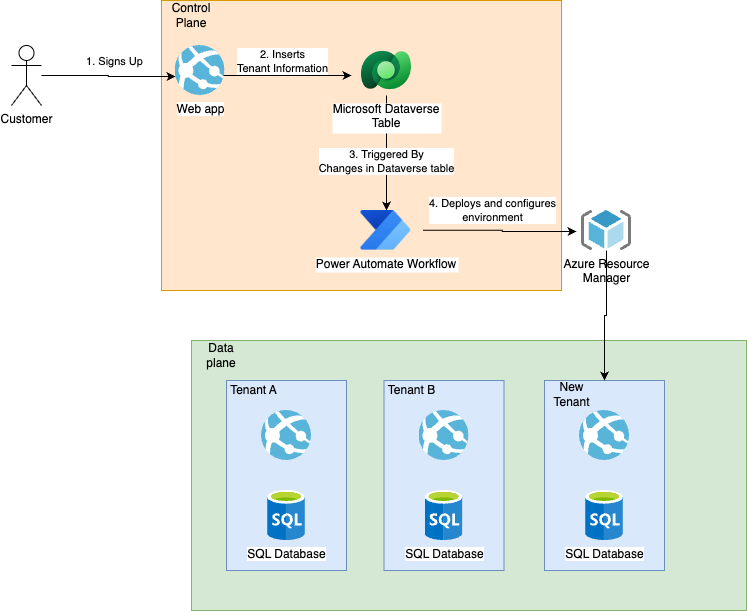 Control
Plane
1. Signs Up
2. Inserts
Tenant Information
Customer
Web app
Microsoft Dataverse
Table
3. Triggered By
Changes in Dataverse table
4. Deploys and configures
environment
Power Automate Workflow
Azure Resource
Manager
Data
plane
Tenant A
Tenant B
New
Tenant
SQL
SQL
SQL
SQL Database
SQL Database
SQL Database